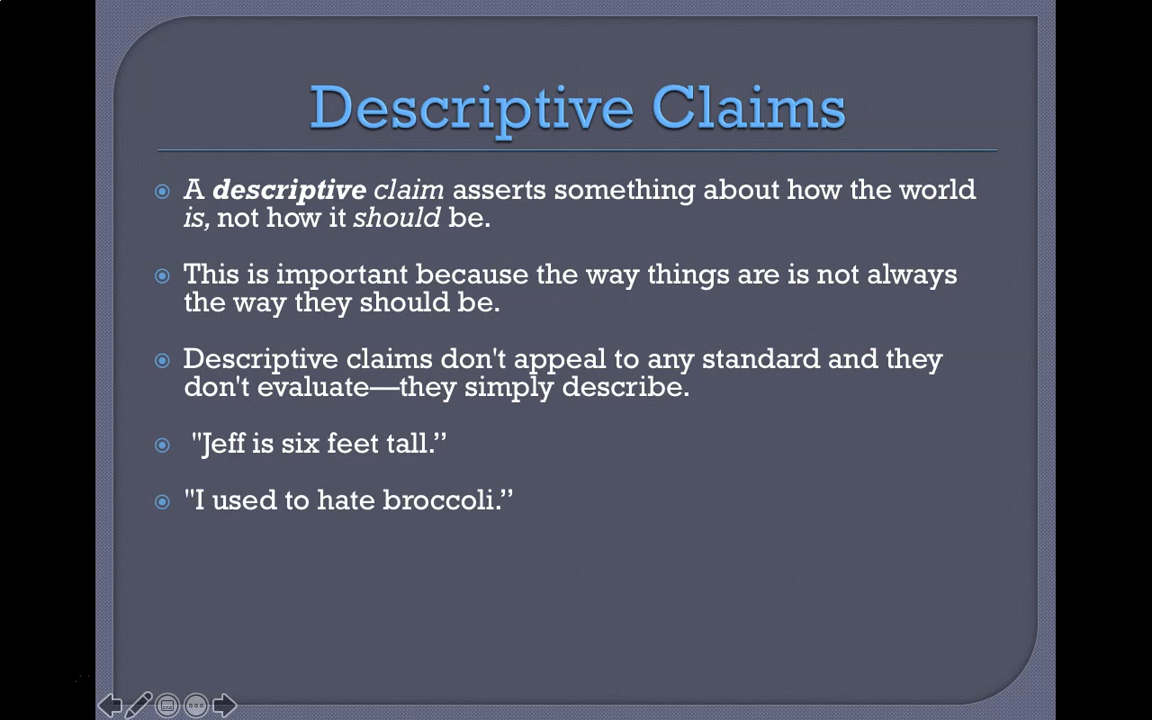 Descriptive Claims
A descriptive claim asserts something about how the world
is, not how it should be.
This is important because the way things are is not always
the way they should be.
Descriptive claims don't appeal to any standard and they
don't evaluate—they simply describe.
"Jeff is six feet tall.”
"I used to hate broccoli.”